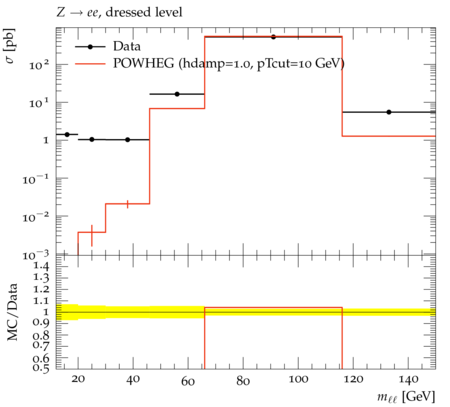 Z → ee, dressed level
σ [pb]
Data
POWHEG (hdamp=1.0, pTcut=10 GeV)
10²
10¹
1
10⁻¹
10⁻²
10⁻³
MC/Data
1.4
1.3
1.2
1.1
1
0.9
0.8
0.7
0.6
0.5
20 40 60 80 100 120 140
mℓℓ [GeV]